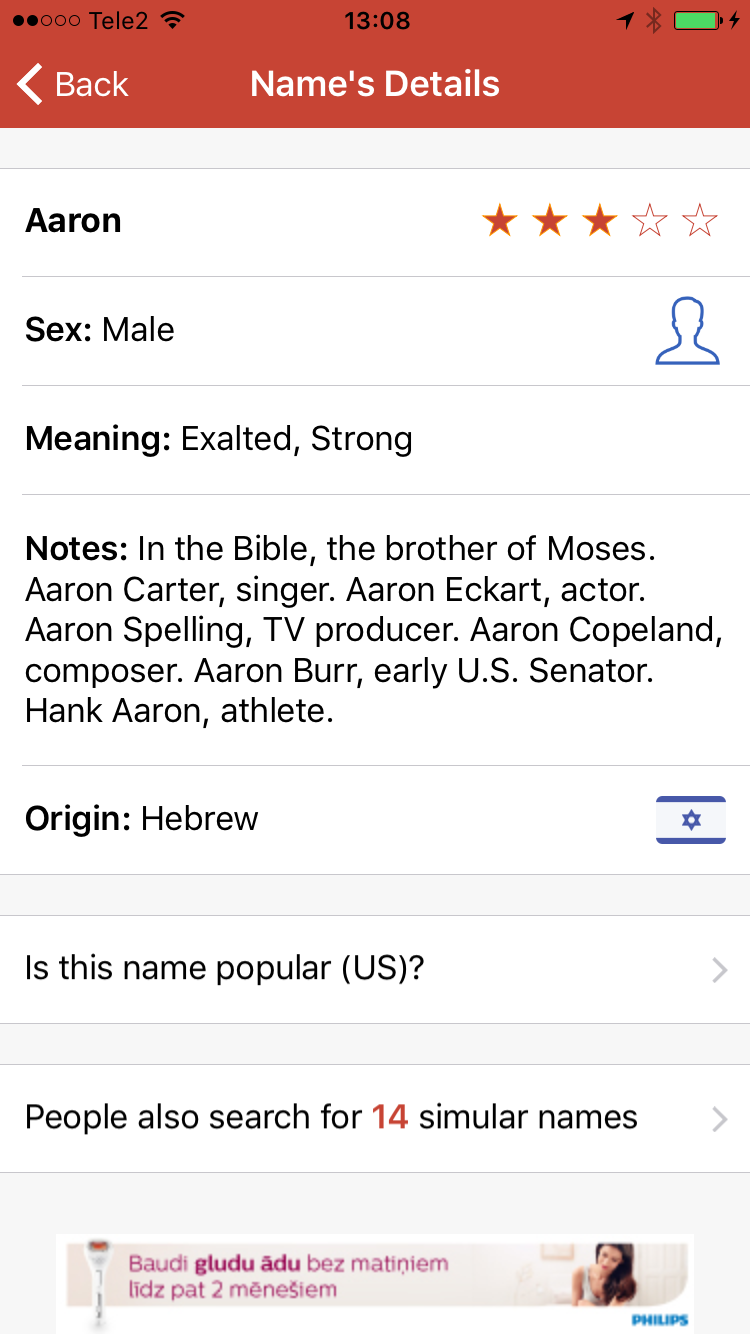 Tele2 13:08
Back Name's Details
Aaron
Sex: Male
Meaning: Exalted, Strong
Notes: In the Bible, the brother of Moses.
Aaron Carter, singer. Aaron Eckart, actor.
Aaron Spelling, TV producer. Aaron Copeland,
composer. Aaron Burr, early U.S. Senator.
Hank Aaron, athlete.
Origin: Hebrew
Is this name popular (US)?
People also search for 14 simular names
Baudi gludu ādu bez matiņiem
līdz pat 2 mēnešiem
PHILIPS